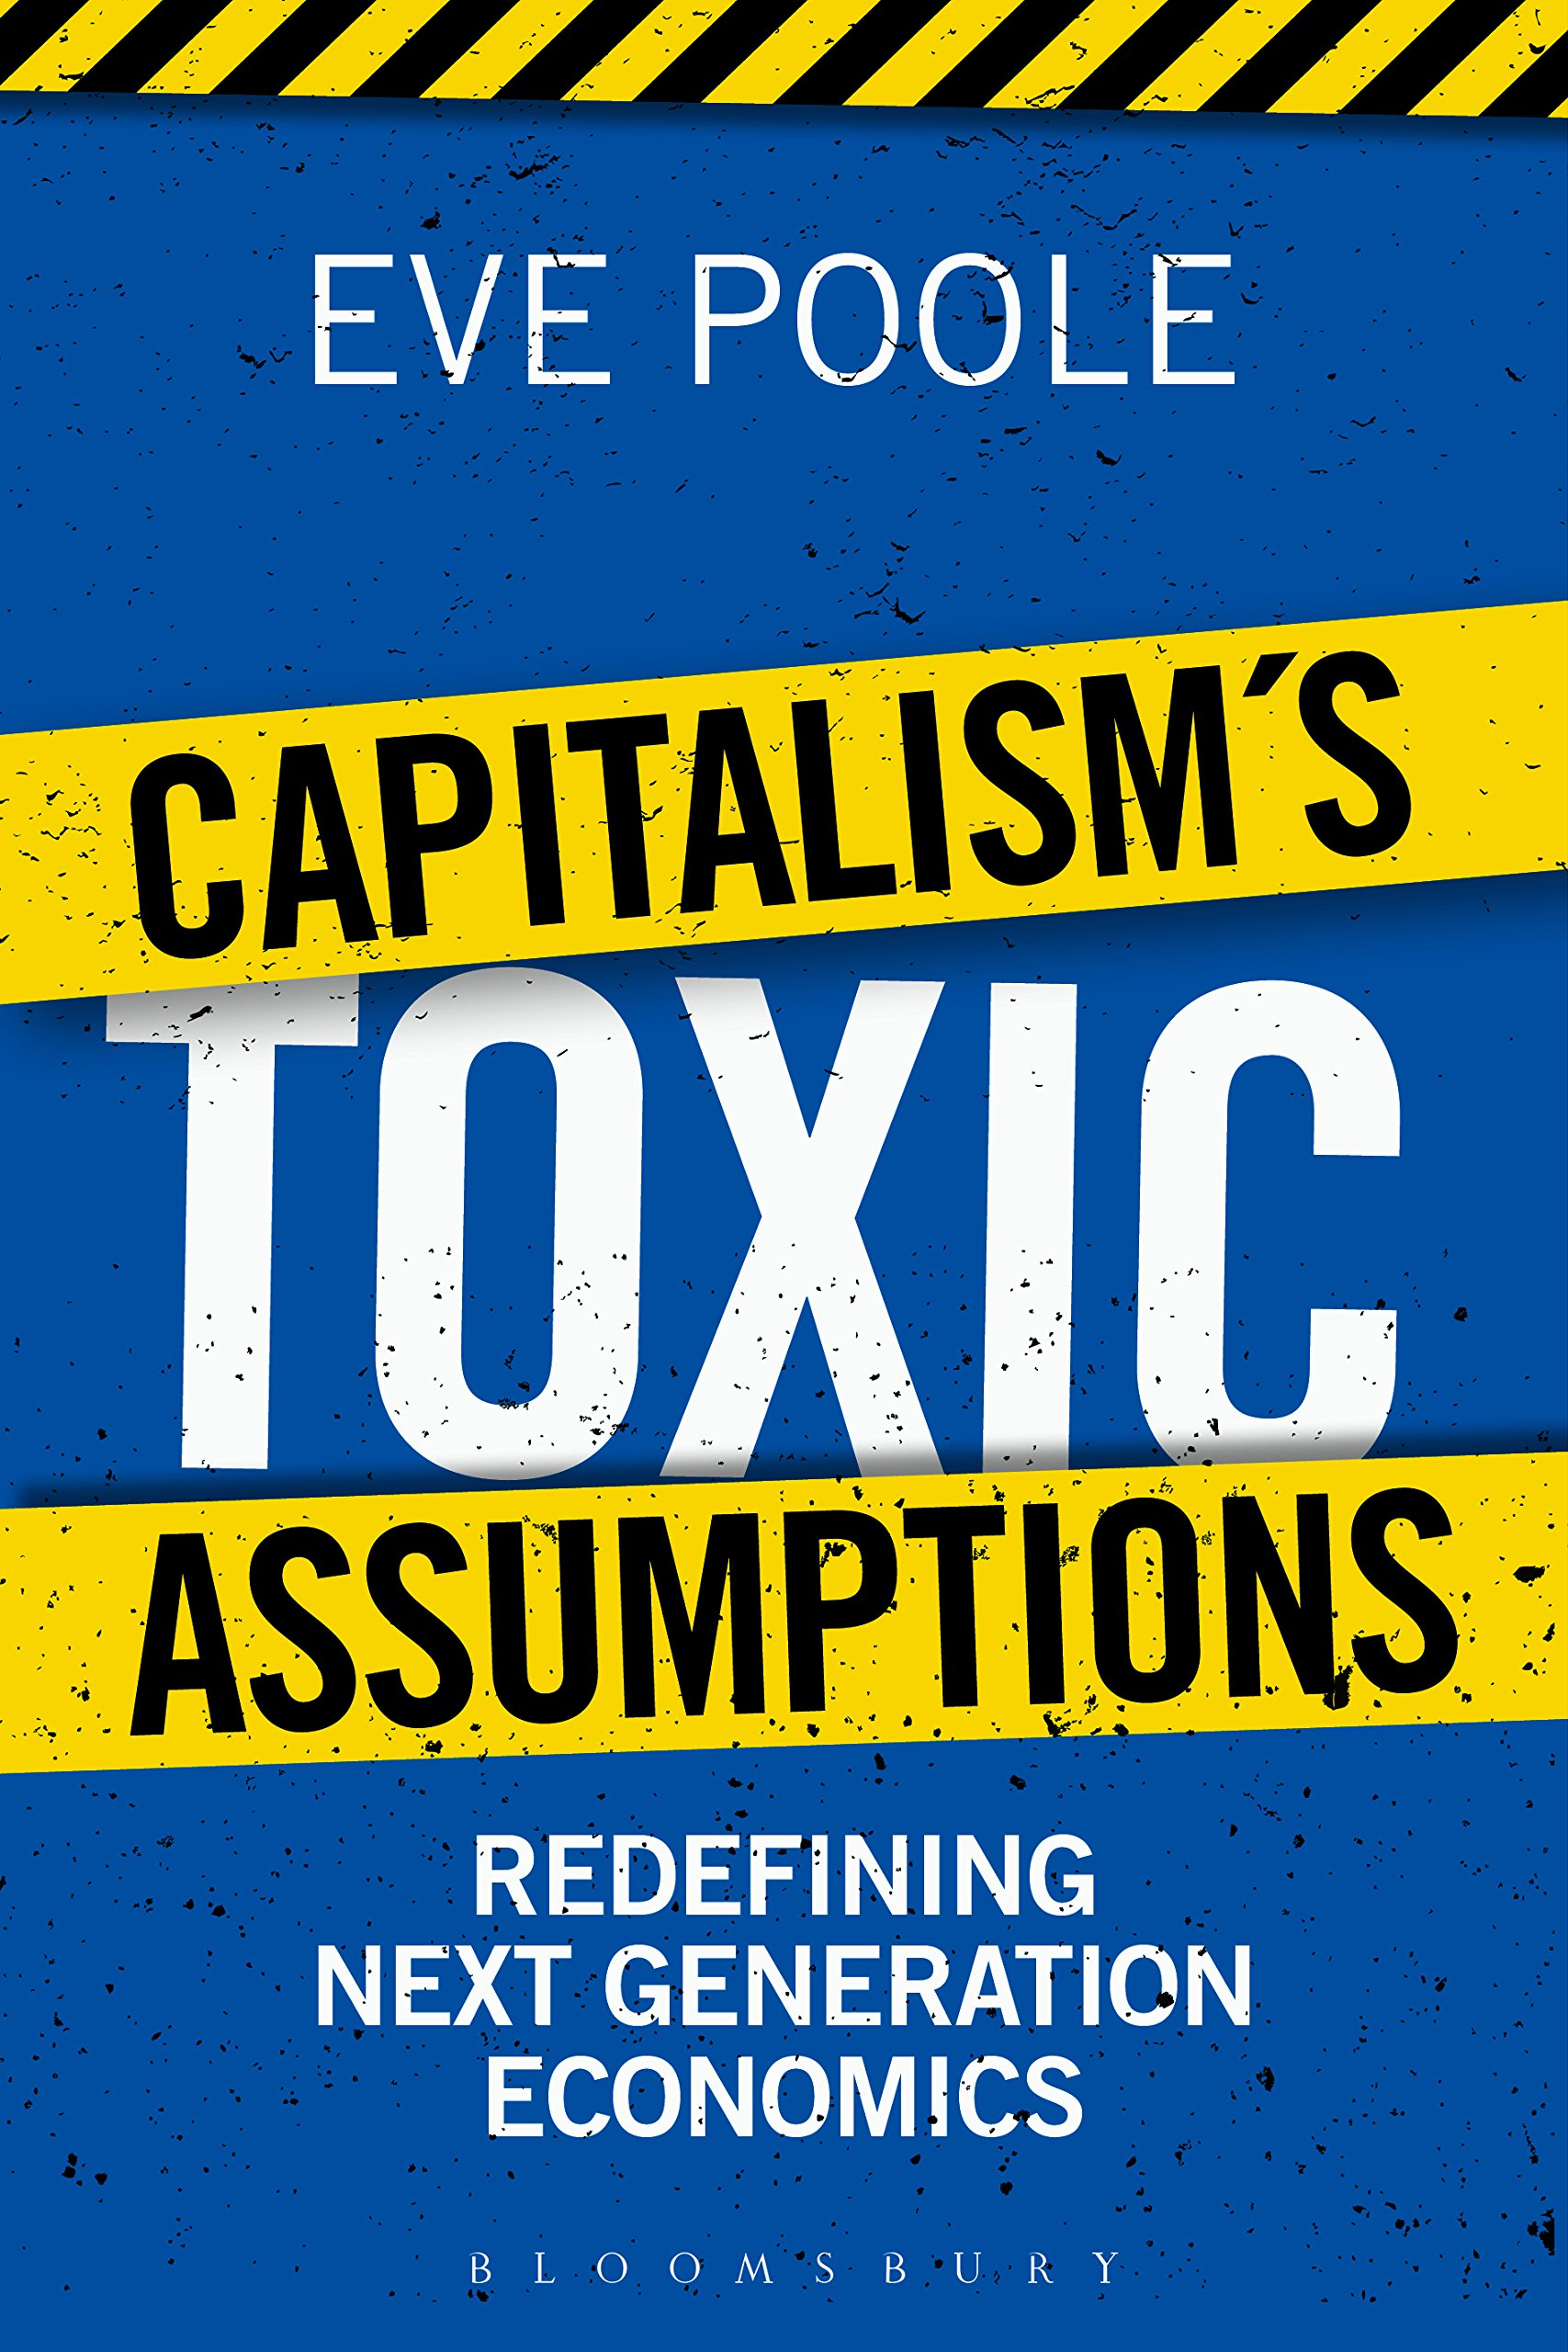 EVE POOLE
CAPITALISM´S
TOXIC
ASSUMPTIONS
REDEFINING
NEXT GENERATION
ECONOMICS
BLOOMSBURY